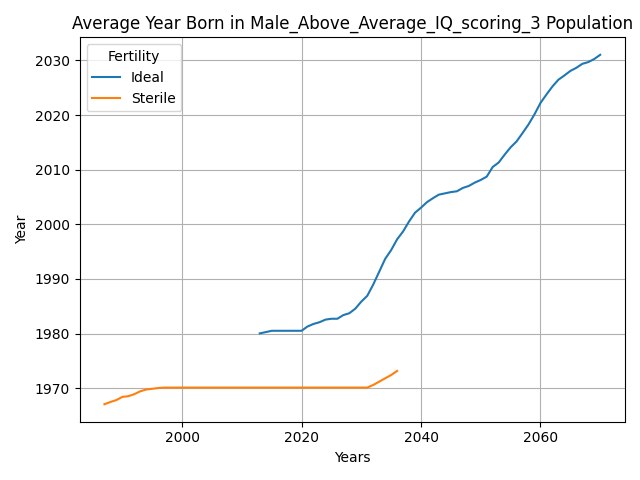 Average Year Born in Male_Above_Average_IQ_scoring_3 Population
Fertility
Ideal
Sterile
2030
2020
2010
2000
1990
1980
1970
Year
2000 2020 2040 2060
Years